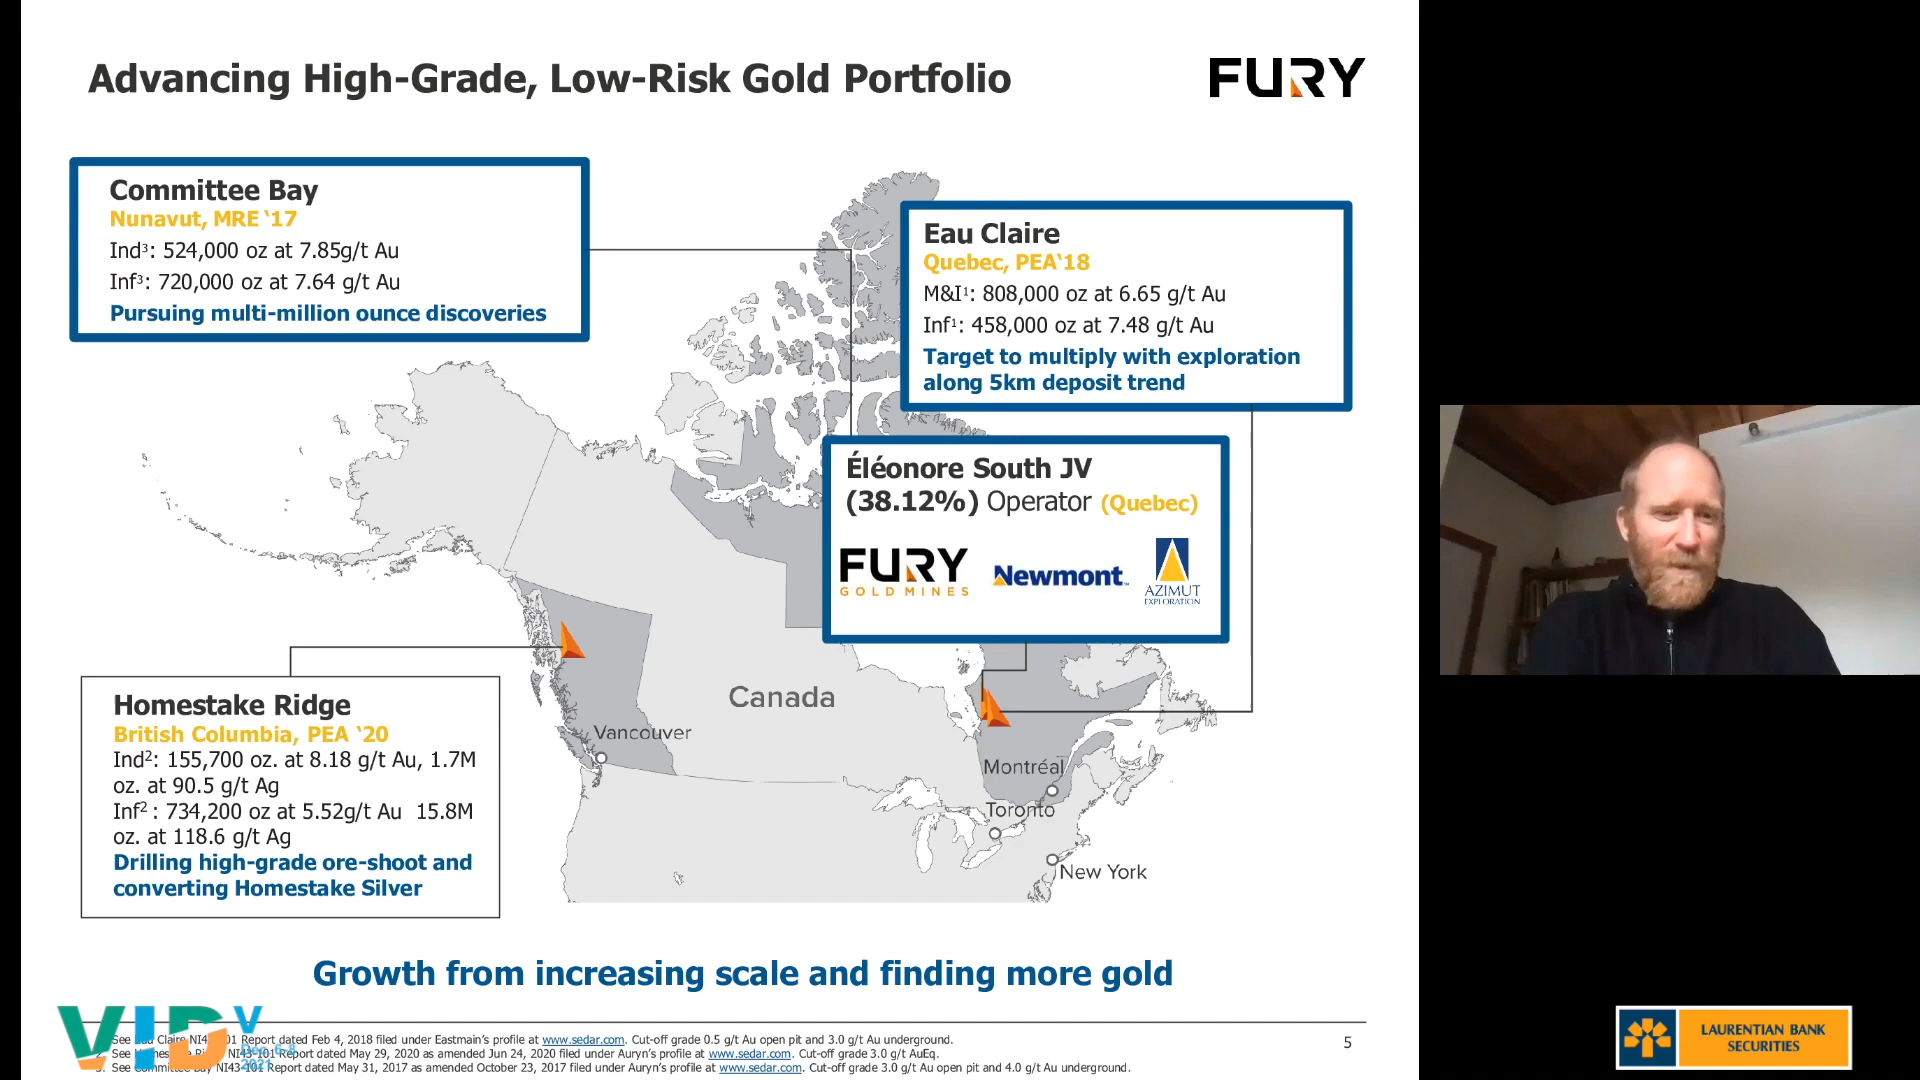 Advancing High-Grade, Low-Risk Gold Portfolio
FURY
Committee Bay
Nunavut, MRE ‘17
Ind³: 524,000 oz at 7.85g/t Au
Inf³: 720,000 oz at 7.64 g/t Au
Pursuing multi-million ounce discoveries
Eau Claire
Quebec, PEA‘18
M&I¹: 808,000 oz at 6.65 g/t Au
Inf¹: 458,000 oz at 7.48 g/t Au
Target to multiply with exploration
along 5km deposit trend
Éléonore South JV
(38.12%) Operator (Quebec)
FURY
GOLD MINES
Newmont™
AZIMUT
EXPLORATION
Homestake Ridge
British Columbia, PEA ‘20
Ind²: 155,700 oz. at 8.18 g/t Au, 1.7M
oz. at 90.5 g/t Ag
Inf² : 734,200 oz at 5.52g/t Au 15.8M
oz. at 118.6 g/t Ag
Drilling high-grade ore-shoot and
converting Homestake Silver
Canada
Vancouver
Montréal
Toronto
New York
Growth from increasing scale and finding more gold
VID V
Dec 6-8
2021
See Claire NI43 101 Report dated Feb 4, 2018 filed under Eastmain’s profile at www.sedar.com. Cut-off grade 0.5 g/t Au open pit and 3.0 g/t Au underground.
See NI43-101 Report dated May 29, 2020 as amended Jun 24, 2020 filed under Auryn’s profile at www.sedar.com. Cut-off grade 3.0 g/t AuEq.
See NI43-101 Report dated May 31, 2017 as amended October 23, 2017 filed under Auryn’s profile at www.sedar.com. Cut-off grade 3.0 g/t Au open pit and 4.0 g/t Au underground.
5
LAURENTIAN BANK
SECURITIES